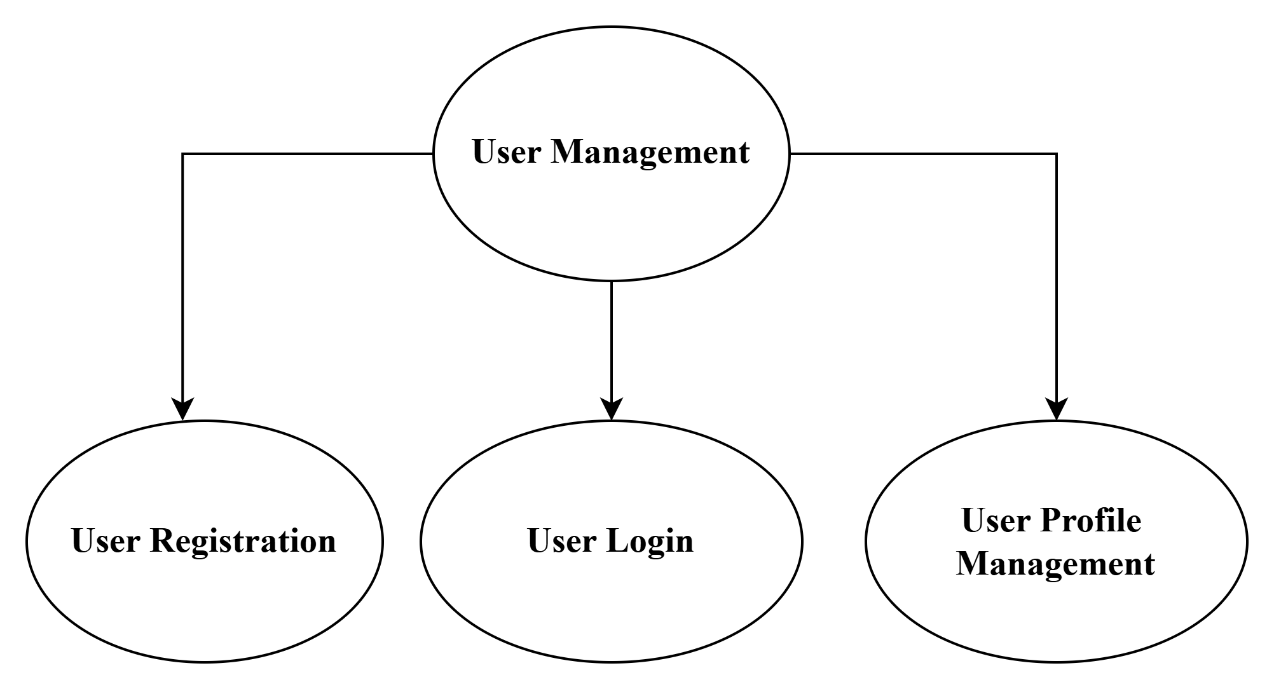 User Management
User Registration
User Login
User Profile
Management